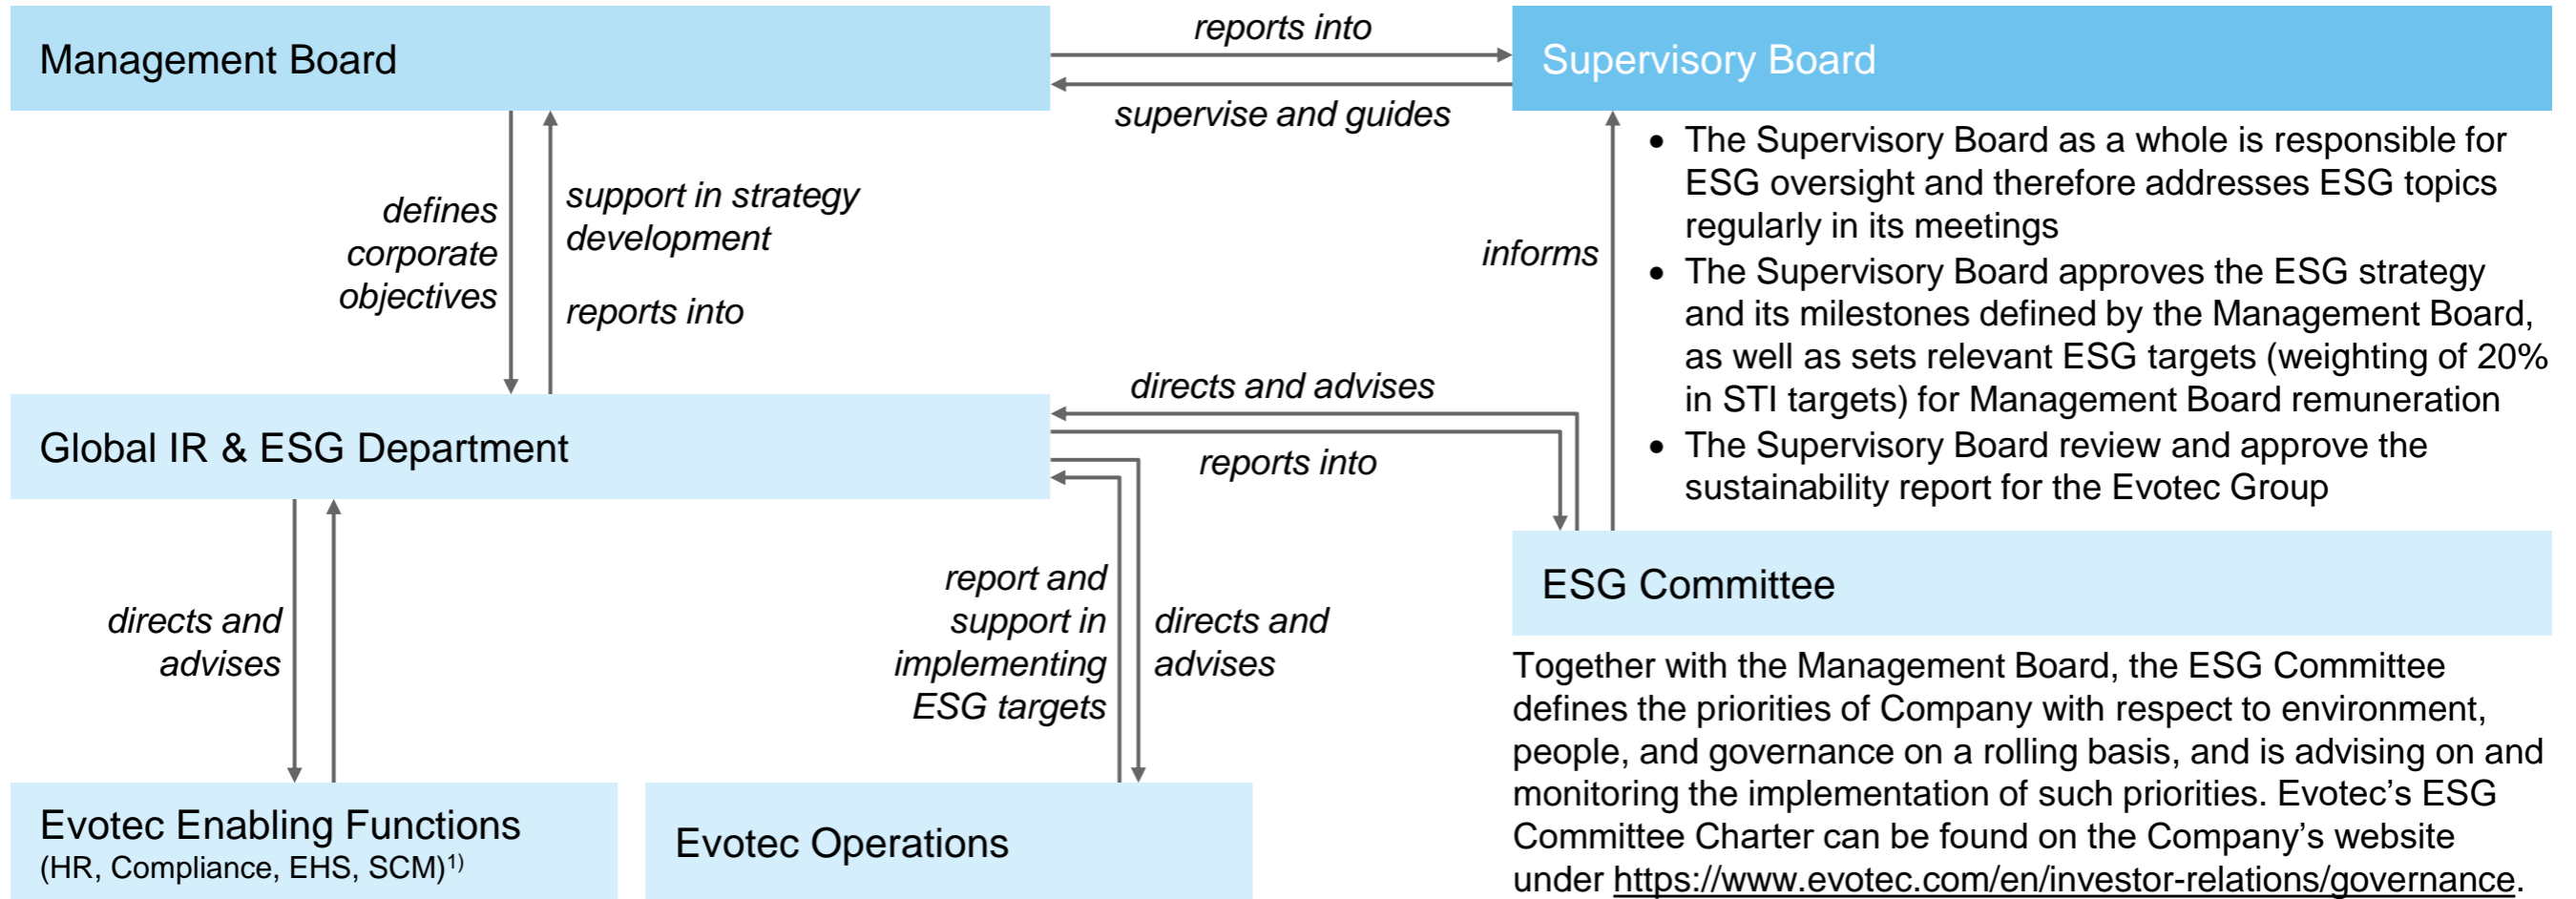 Management Board
reports into
supervise and guides
Supervisory Board
defines
corporate
objectives
support in strategy
development
reports into
informs
• The Supervisory Board as a whole is responsible for
ESG oversight and therefore addresses ESG topics
regularly in its meetings
• The Supervisory Board approves the ESG strategy
and its milestones defined by the Management Board,
as well as sets relevant ESG targets (weighting of 20%
in STI targets) for Management Board remuneration
• The Supervisory Board review and approve the
sustainability report for the Evotec Group
Global IR & ESG Department
directs and advises
reports into
directs and
advises
report and
support in
implementing
ESG targets
directs and
advises
ESG Committee
Together with the Management Board, the ESG Committee
defines the priorities of Company with respect to environment,
people, and governance on a rolling basis, and is advising on and
monitoring the implementation of such priorities. Evotec’s ESG
Committee Charter can be found on the Company’s website
under https://www.evotec.com/en/investor-relations/governance.
Evotec Enabling Functions
(HR, Compliance, EHS, SCM)1)
Evotec Operations